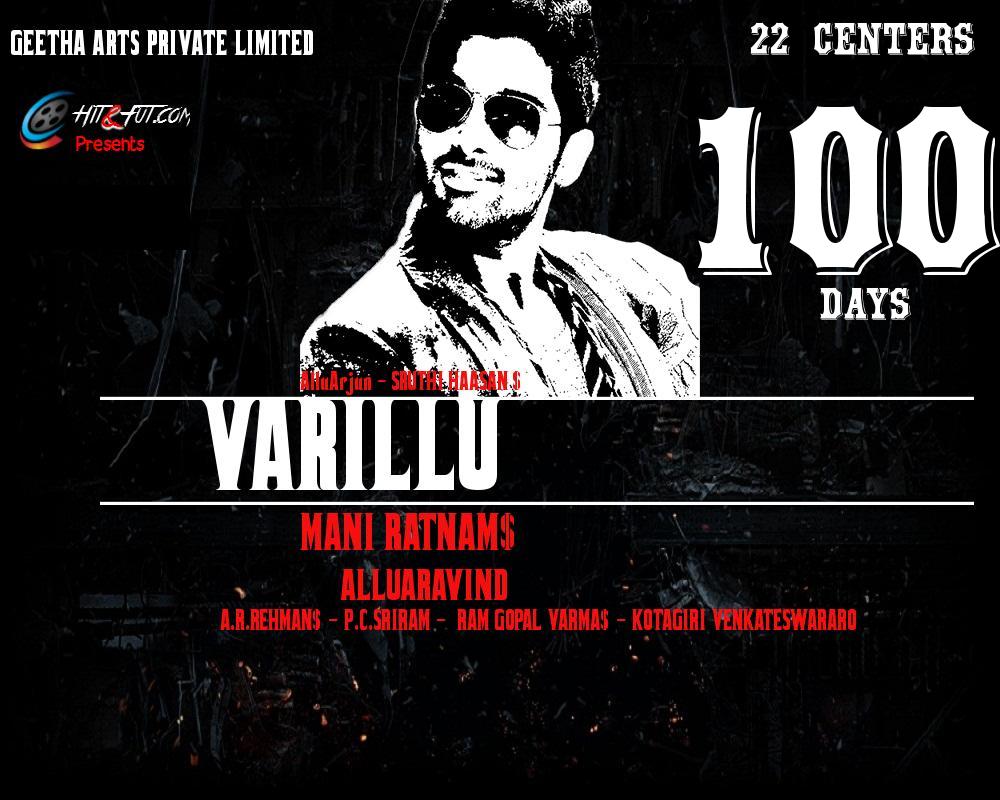 GEETHA ARTS PRIVATE LIMITED
22 CENTERS
HIT&FUT.COM
Presents
100
DAYS
AlluArjun - SRUTHI HAASAN$
VARILLU
MANI RATNAM$
ALLUARAVIND
A.R.REHMAN$ - P.C.SRIRAM - RAM GOPAL VARMA$ - KOTAGIRI VENKATESWARARO